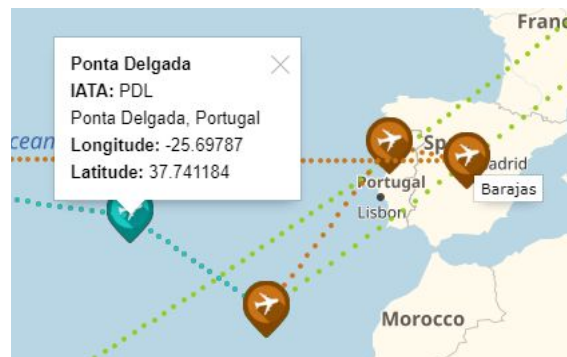 Franc
Ponta Delgada
IATA: PDL
Ponta Delgada, Portugal
Longitude: -25.69787
Latitude: 37.741184
cean
Sp
adrid
Portugal
Barajas
Lisbon
Morocco